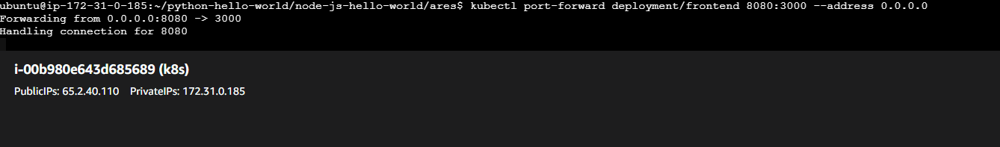 ubuntu@ip-172-31-0-185:~/python-hello-world/node-js-hello-world/ares$ kubectl port-forward deployment/frontend 8080:3000 --address 0.0.0.0
Forwarding from 0.0.0.0:8080 -> 3000
Handling connection for 8080
i-00b980e643d685689 (k8s)
PublicIPs: 65.2.40.110 PrivateIPs: 172.31.0.185